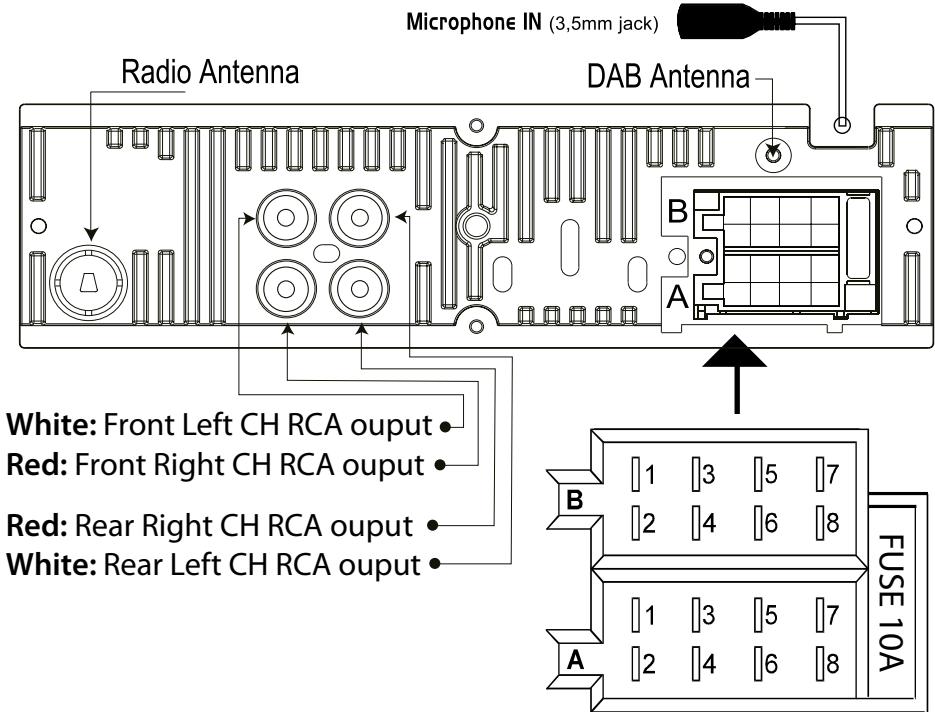 Microphone IN (3,5mm jack)
Radio Antenna
DAB Antenna
B
A
White: Front Left CH RCA ouput
Red: Front Right CH RCA ouput
Red: Rear Right CH RCA ouput
White: Rear Left CH RCA ouput
B
1 3 5 7
2 4 6 8
A
1 3 5 7
2 4 6 8
FUSE 10A